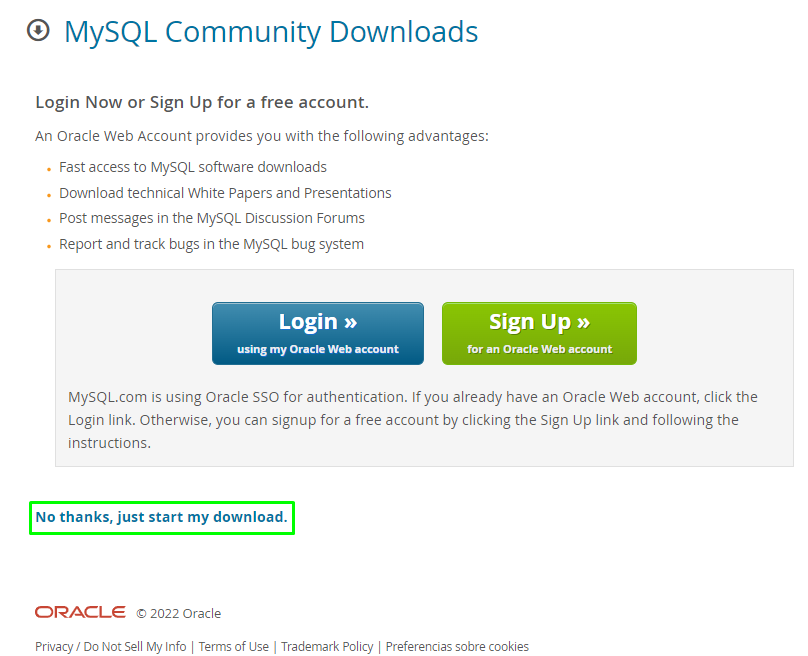 MySQL Community Downloads
Login Now or Sign Up for a free account.
An Oracle Web Account provides you with the following advantages:
Fast access to MySQL software downloads
Download technical White Papers and Presentations
Post messages in the MySQL Discussion Forums
Report and track bugs in the MySQL bug system
Login »
using my Oracle Web account
Sign Up »
for an Oracle Web account
MySQL.com is using Oracle SSO for authentication. If you already have an Oracle Web account, click the
Login link. Otherwise, you can signup for a free account by clicking the Sign Up link and following the
instructions.
No thanks, just start my download.
ORACLE © 2022 Oracle
Privacy / Do Not Sell My Info | Terms of Use | Trademark Policy | Preferencias sobre cookies